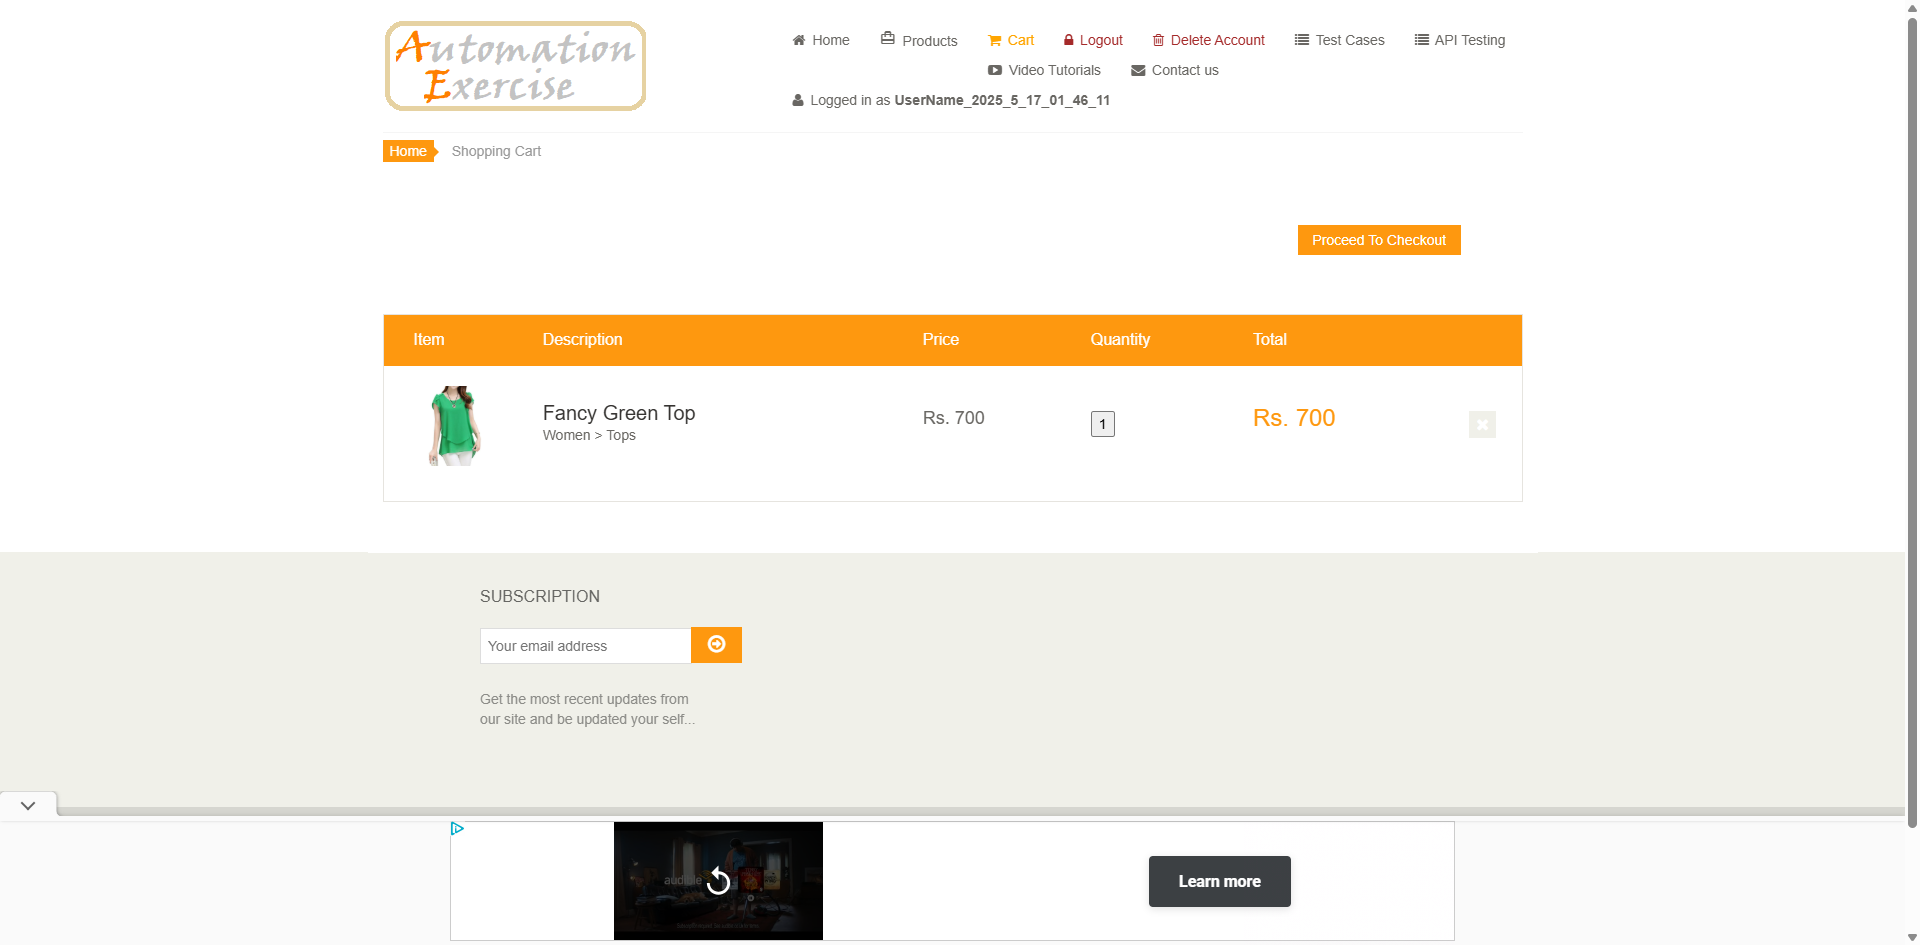 Automation
Exercise
Home
Products
Cart
Logout
Delete Account
Test Cases
API Testing
Video Tutorials
Contact us
Logged in as UserName_2025_5_17_01_46_11
Home
Shopping Cart
Proceed To Checkout
Item
Description
Price
Quantity
Total
Fancy Green Top
Women > Tops
Rs. 700
1
Rs. 700
SUBSCRIPTION
Your email address
Get the most recent updates from
our site and be updated your self...
audible
Learn more